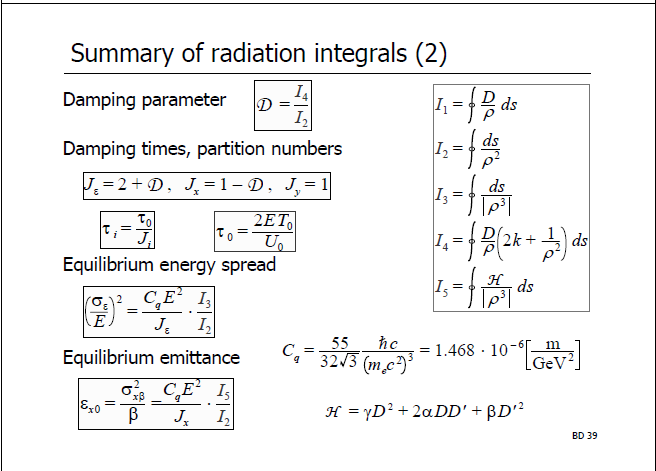 Summary of radiation integrals (2)
Damping parameter
𝒟 = I₄/I₂
Damping times, partition numbers
J_ε = 2 + 𝒟, J_x = 1 − 𝒟, J_y = 1
τ_i = τ₀/J_i
τ₀ = 2ET₀/U₀
Equilibrium energy spread
(σ_ε/E)² = C_q E²/J_ε · I₃/I₂
Equilibrium emittance
ε_x0 = σ²_xβ/β = C_q E²/J_x · I₅/I₂
I₁ = ∮ D/ρ ds
I₂ = ∮ ds/ρ²
I₃ = ∮ ds/|ρ³|
I₄ = ∮ D/ρ (2k + 1/ρ²) ds
I₅ = ∮ ℋ/|ρ³| ds
C_q = 55/(32√3) ħc/(m_e c²)³ = 1.468 · 10⁻⁶ [m/GeV²]
ℋ = γD² + 2αDD′ + βD′²
BD 39